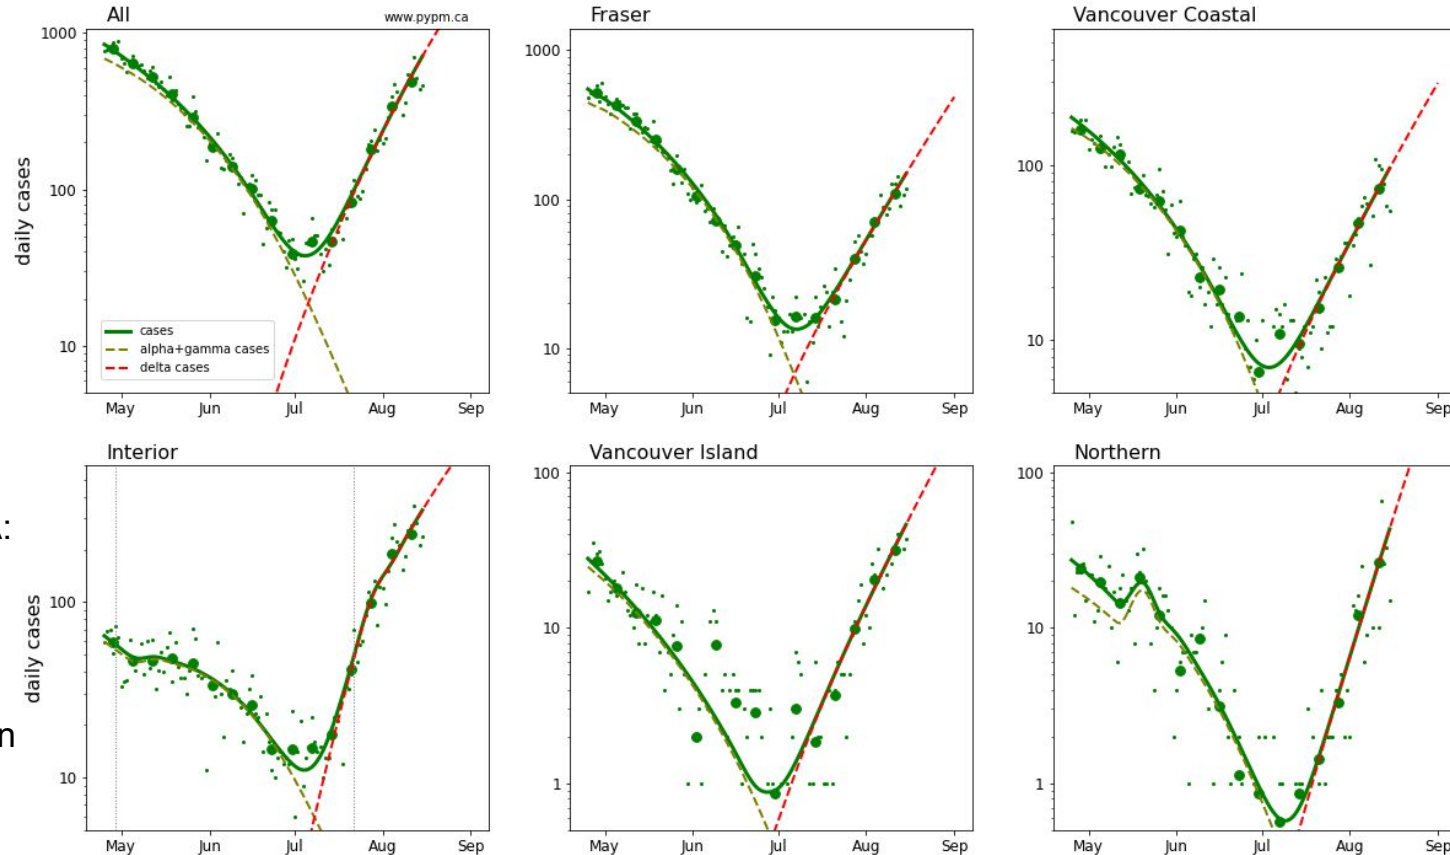 All
www.pypm.ca
Fraser
Vancouver Coastal
daily cases
1000
100
10
cases
alpha+gamma cases
delta cases
May Jun Jul Aug Sep
1000
100
10
May Jun Jul Aug Sep
100
10
May Jun Jul Aug Sep
Interior
Vancouver Island
Northern
daily cases
100
10
May Jun Jul Aug Sep
100
10
1
May Jun Jul Aug Sep
100
10
1
May Jun Jul Aug Sep